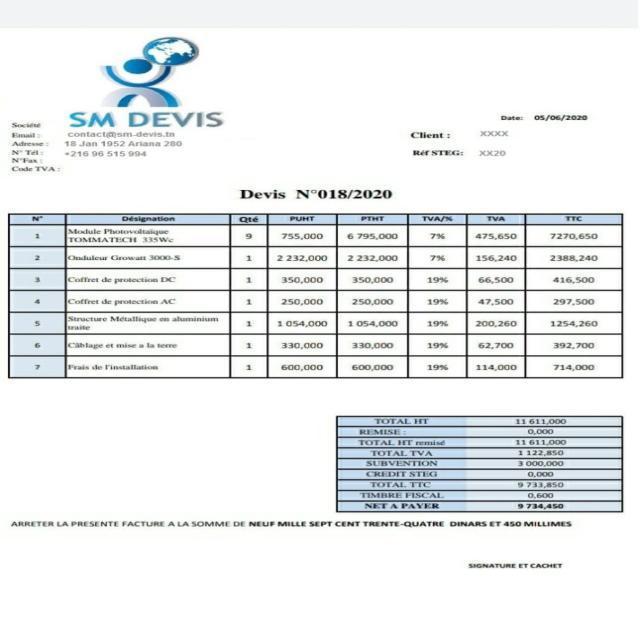 SM DEVIS
Société
Email : contact@sm-devis.tn
Adresse : 18 Jan 1952 Ariana 280
N° Tél : +216 96 515 994
N°Fax :
Code TVA :
Date: 05/06/2020
Client : XXXX
Réf STEG: XX20
Devis N°018/2020
N° Désignation Qté PUHT PTHT TVA/% TVA TTC
1 Module Photovoltaïque TOMMATECH 335Wc 9 755,000 6 795,000 7% 475,650 7270,650
2 Onduleur Growatt 3000-S 1 2 232,000 2 232,000 7% 156,240 2388,240
3 Coffret de protection DC 1 350,000 350,000 19% 66,500 416,500
4 Coffret de protection AC 1 250,000 250,000 19% 47,500 297,500
5 Structure Métallique en aluminium traite 1 1 054,000 1 054,000 19% 200,260 1254,260
6 Câblage et mise a la terre 1 330,000 330,000 19% 62,700 392,700
7 Frais de l'installation 1 600,000 600,000 19% 114,000 714,000
TOTAL HT 11 611,000
REMISE : 0,000
TOTAL HT remisé 11 611,000
TOTAL TVA 1 122,850
SUBVENTION 3 000,000
CREDIT STEG 0,000
TOTAL TTC 9 733,850
TIMBRE FISCAL 0,600
NET A PAYER 9 734,450
ARRETER LA PRESENTE FACTURE A LA SOMME DE NEUF MILLE SEPT CENT TRENTE-QUATRE DINARS ET 450 MILLIMES
SIGNATURE ET CACHET